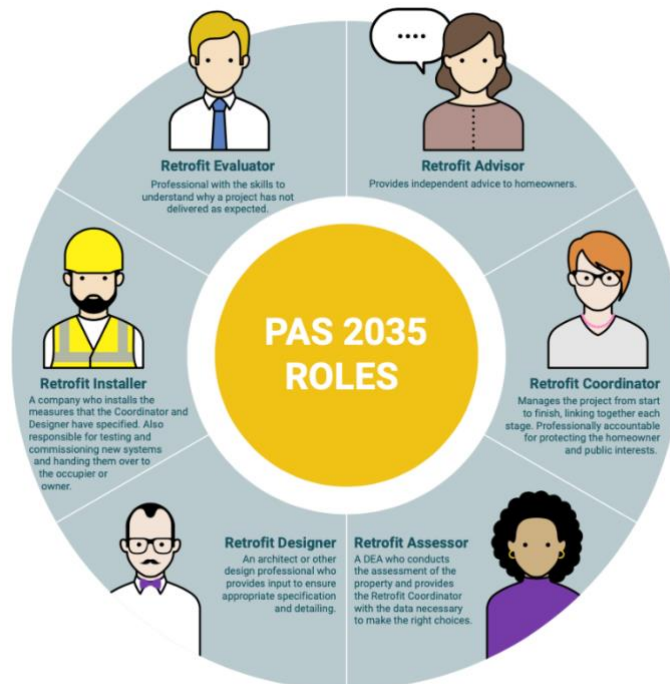 ....
Retrofit Evaluator
Professional with the skills to
understand why a project has not
delivered as expected.
Retrofit Advisor
Provides independent advice to homeowners.
PAS 2035
ROLES
Retrofit Installer
A company who installs the
measures that the Coordinator and
Designer have specified. Also
responsible for testing and
commissioning new systems
and handing them over to
the occupier or
owner.
Retrofit Coordinator
Manages the project from start
to finish, linking together each
stage. Professionally accountable
for protecting the homeowner
and public interests.
Retrofit Designer
An architect or other
design professional who
provides input to ensure
appropriate specification
and detailing.
Retrofit Assessor
A DEA who conducts
the assessment of the
property and provides
the Retrofit Coordinator
with the data necessary
to make the right choices.